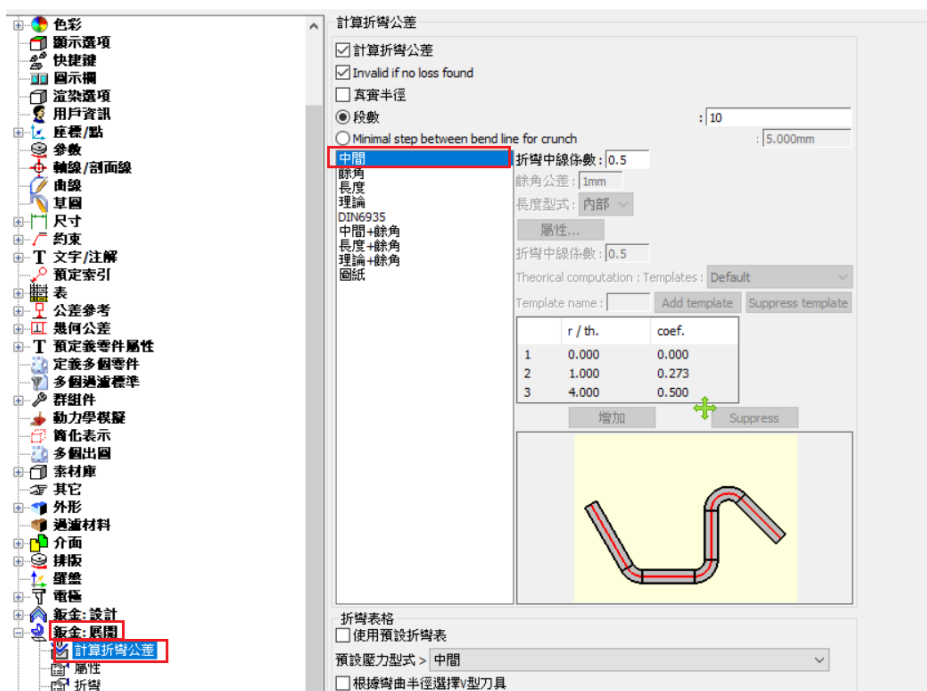 色彩
顯示選項
快捷鍵
圖示欄
渲染選項
用戶資訊
座標/點
參數
軸線/剖面線
曲線
草圖
尺寸
約束
T 文字/注解
預定索引
表
公差參考
幾何公差
T 預定義零件屬性
定義多個零件
多個過濾標準
群組件
動力學模擬
簡化表示
多個出圖
素材庫
其它
外形
過濾材料
介面
排版
羅盤
電極
鈑金: 設計
鈑金: 展開
計算折彎公差
屬性
折彎
計算折彎公差
計算折彎公差
Invalid if no loss found
真實半徑
段數 : 10
Minimal step between bend line for crunch : 5.000mm
中間
餘角
長度
理論
DIN6935
中間+餘角
長度+餘角
理論+餘角
圖紙
折彎中線係數 : 0.5
餘角公差 : 1mm
長度型式 : 內部
屬性...
折彎中線係數 : 0.5
Theorical computation : Templates : Default
Template name : Add template Suppress template
r / th. coef.
1 0.000 0.000
2 1.000 0.273
3 4.000 0.500
增加 Suppress
折彎表格
使用預設折彎表
預設壓力型式 > 中間
根據彎曲半徑選擇V型刀具